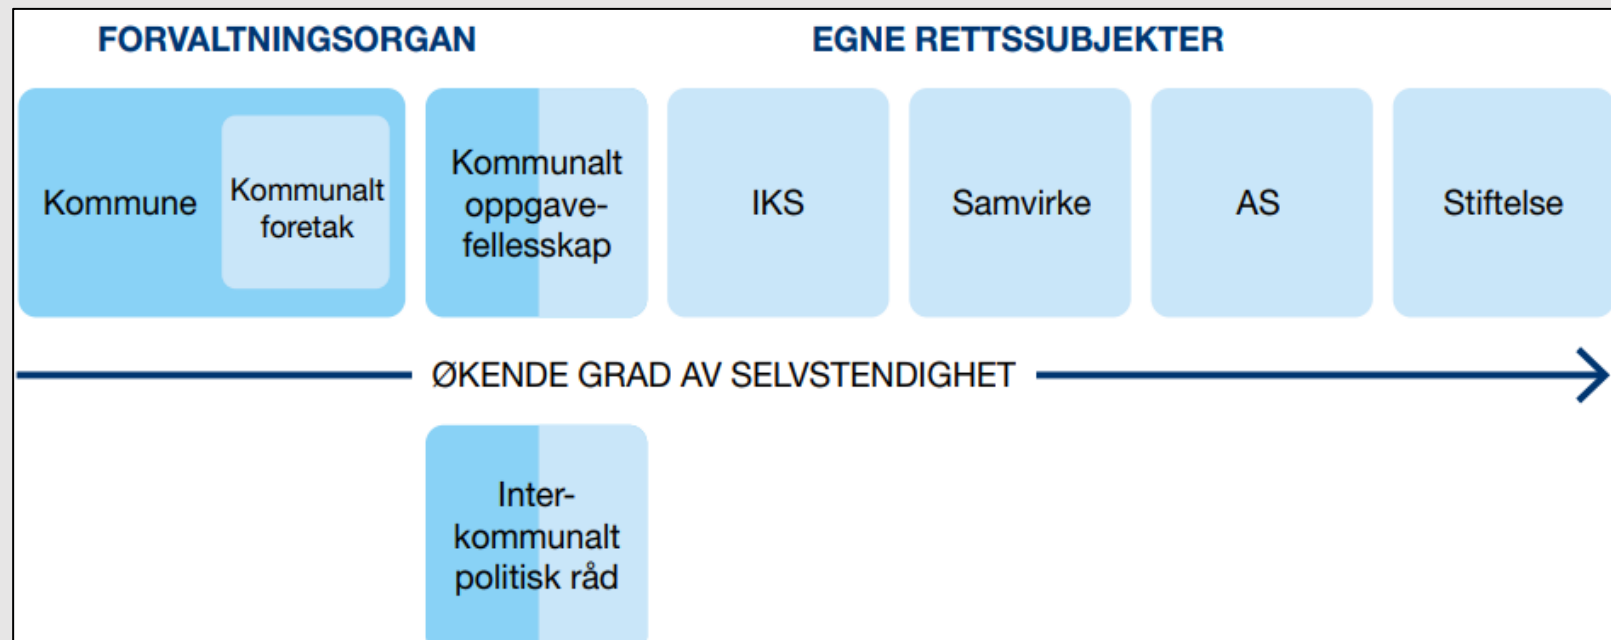 FORVALTNINGSORGAN
EGNE RETTSSUBJEKTER
Kommune
Kommunalt
foretak
Kommunalt
oppgave-
fellesskap
IKS
Samvirke
AS
Stiftelse
ØKENDE GRAD AV SELVSTENDIGHET
Inter-
kommunalt
politisk råd